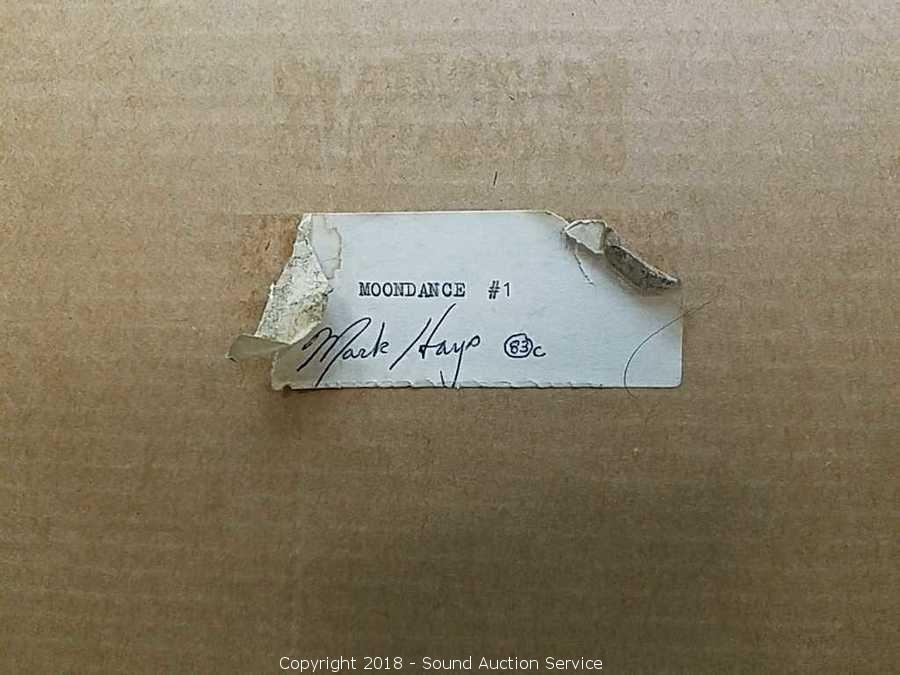 MOONDANCE #1
Mark Hays 83 c
Copyright 2018 - Sound Auction Service